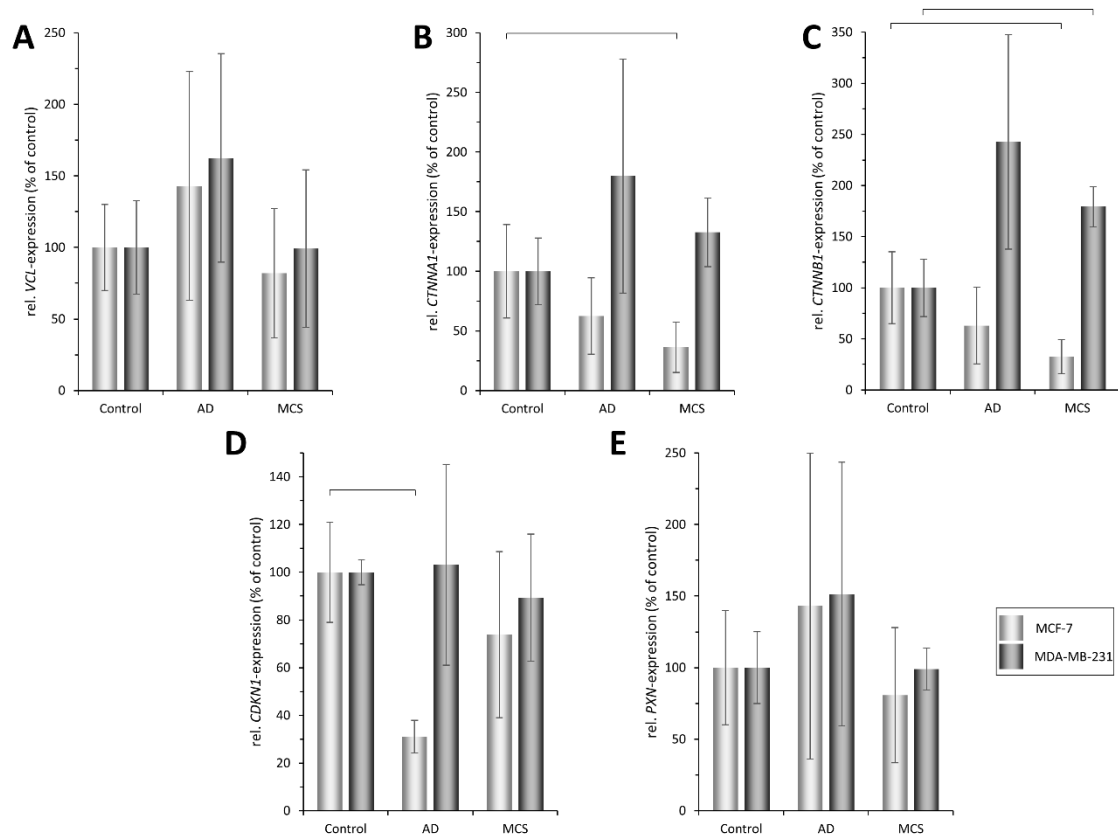 A
rel. VCL-expression (% of control)
250
200
150
100
50
0
Control AD MCS
B
rel. CTNNA1-expression (% of control)
300
250
200
150
100
50
0
Control AD MCS
C
rel. CTNNB1-expression (% of control)
350
300
250
200
150
100
50
0
Control AD MCS
D
rel. CDKN1-expression (% of control)
140
120
100
80
60
40
20
0
Control AD MCS
E
rel. PXN-expression (% of control)
250
200
150
100
50
0
Control AD MCS
MCF-7
MDA-MB-231